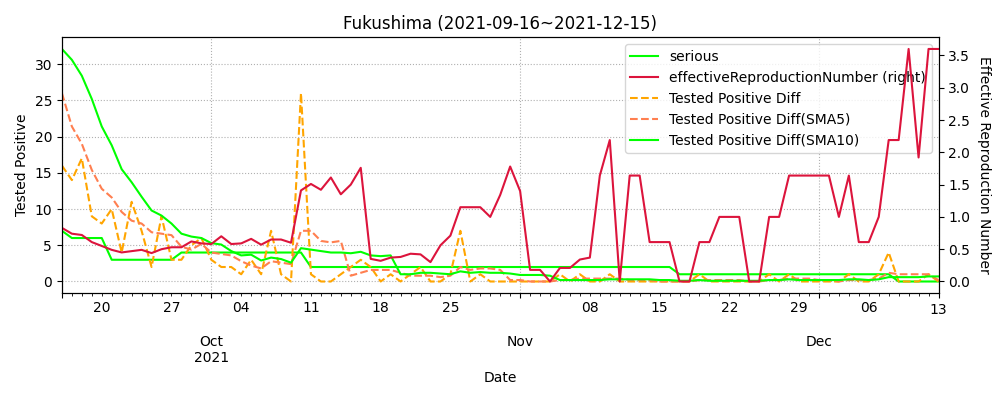 Fukushima (2021-09-16~2021-12-15)
Tested Positive
30
25
20
15
10
5
0
serious
effectiveReproductionNumber (right)
Tested Positive Diff
Tested Positive Diff(SMA5)
Tested Positive Diff(SMA10)
3.5
3.0
2.5
2.0
1.5
1.0
0.5
0.0
Effective Reproduction Number
20 27 04 11 18 25 08 15 22 29 06 13
Oct Nov Dec
2021
Date